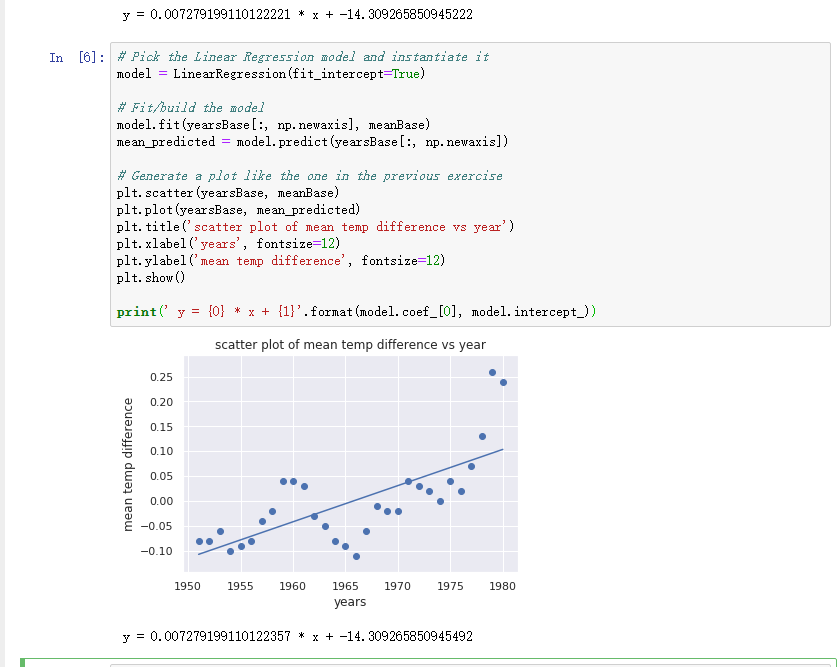 y = 0.007279199110122221 * x + -14.309265850945222
In [6]:
# Pick the Linear Regression model and instantiate it
model = LinearRegression(fit_intercept=True)
# Fit/build the model
model.fit(yearsBase[:, np.newaxis], meanBase)
mean_predicted = model.predict(yearsBase[:, np.newaxis])
# Generate a plot like the one in the previous exercise
plt.scatter(yearsBase, meanBase)
plt.plot(yearsBase, mean_predicted)
plt.title('scatter plot of mean temp difference vs year')
plt.xlabel('years', fontsize=12)
plt.ylabel('mean temp difference', fontsize=12)
plt.show()
print(' y = {0} * x + {1}'.format(model.coef_[0], model.intercept_))
scatter plot of mean temp difference vs year
mean temp difference
0.25
0.20
0.15
0.10
0.05
0.00
−0.05
−0.10
1950 1955 1960 1965 1970 1975 1980
years
y = 0.007279199110122357 * x + -14.309265850945492